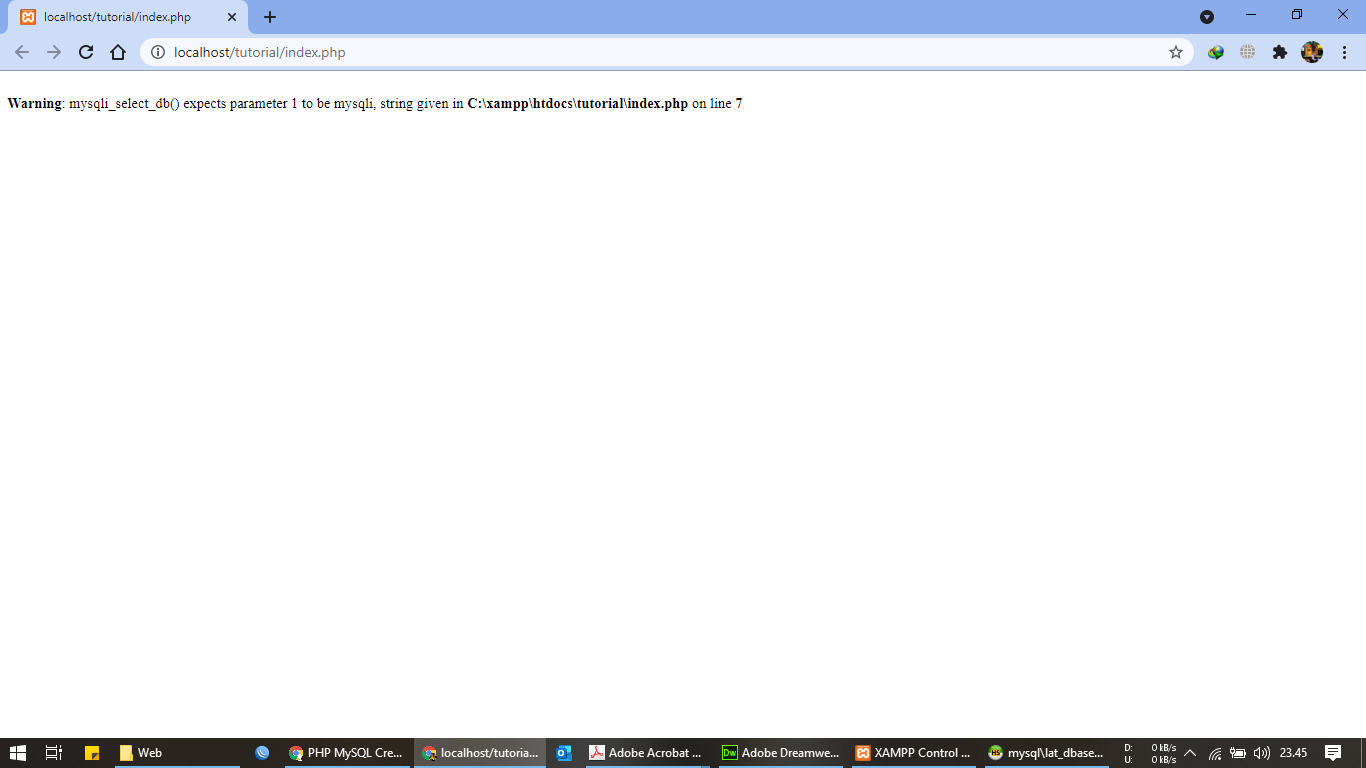 localhost/tutorial/index.php
localhost/tutorial/index.php
Warning: mysqli_select_db() expects parameter 1 to be mysqli, string given in C:\xampp\htdocs\tutorial\index.php on line 7
Web
PHP MySQL Cre...
localhost/tutoria...
Adobe Acrobat ...
Dw
Adobe Dreamwe...
XAMPP Control ...
HS
mysql\lat_dbase...
D: 0 kB/s
U: 0 kB/s
23.45